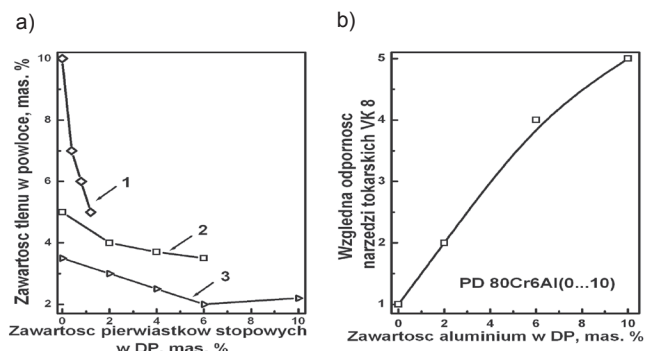 a)
Zawartosc tlenu w powloce, mas. %
10
8
6
4
2
1
2
3
0 2 4 6 8 10
Zawartosc pierwiastkow stopowych
w DP, mas. %
b)
Wzgledna odpornosc
narzedzi tokarskich VK 8
5
4
3
2
1
PD 80Cr6Al(0...10)
0 2 4 6 8 10
Zawartosc aluminium w DP, mas. %